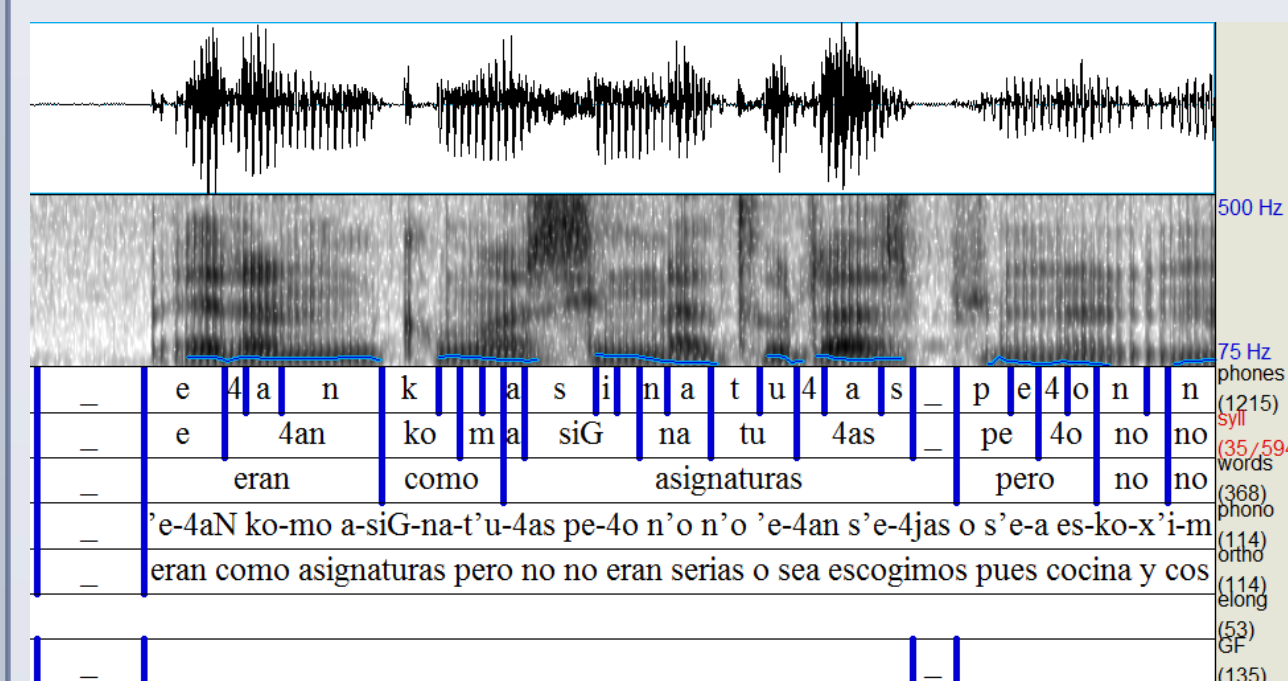 500 Hz
75 Hz
_ e 4 a n k a s i n a t u 4 a s _ p e 4 o n n phones (1215)
_ e 4an ko m a siG na tu 4as _ pe 4o no no syll (35/594
_ eran como asignaturas pero no no words (368)
_ 'e-4aN ko-mo a-siG-na-t'u-4as pe-4o n'o n'o 'e-4an s'e-4jas o s'e-a es-ko-x'i-m phono (114)
_ eran como asignaturas pero no no eran serias o sea escogimos pues cocina y cos ortho (114)
elong (53)
_ _ GF (135)